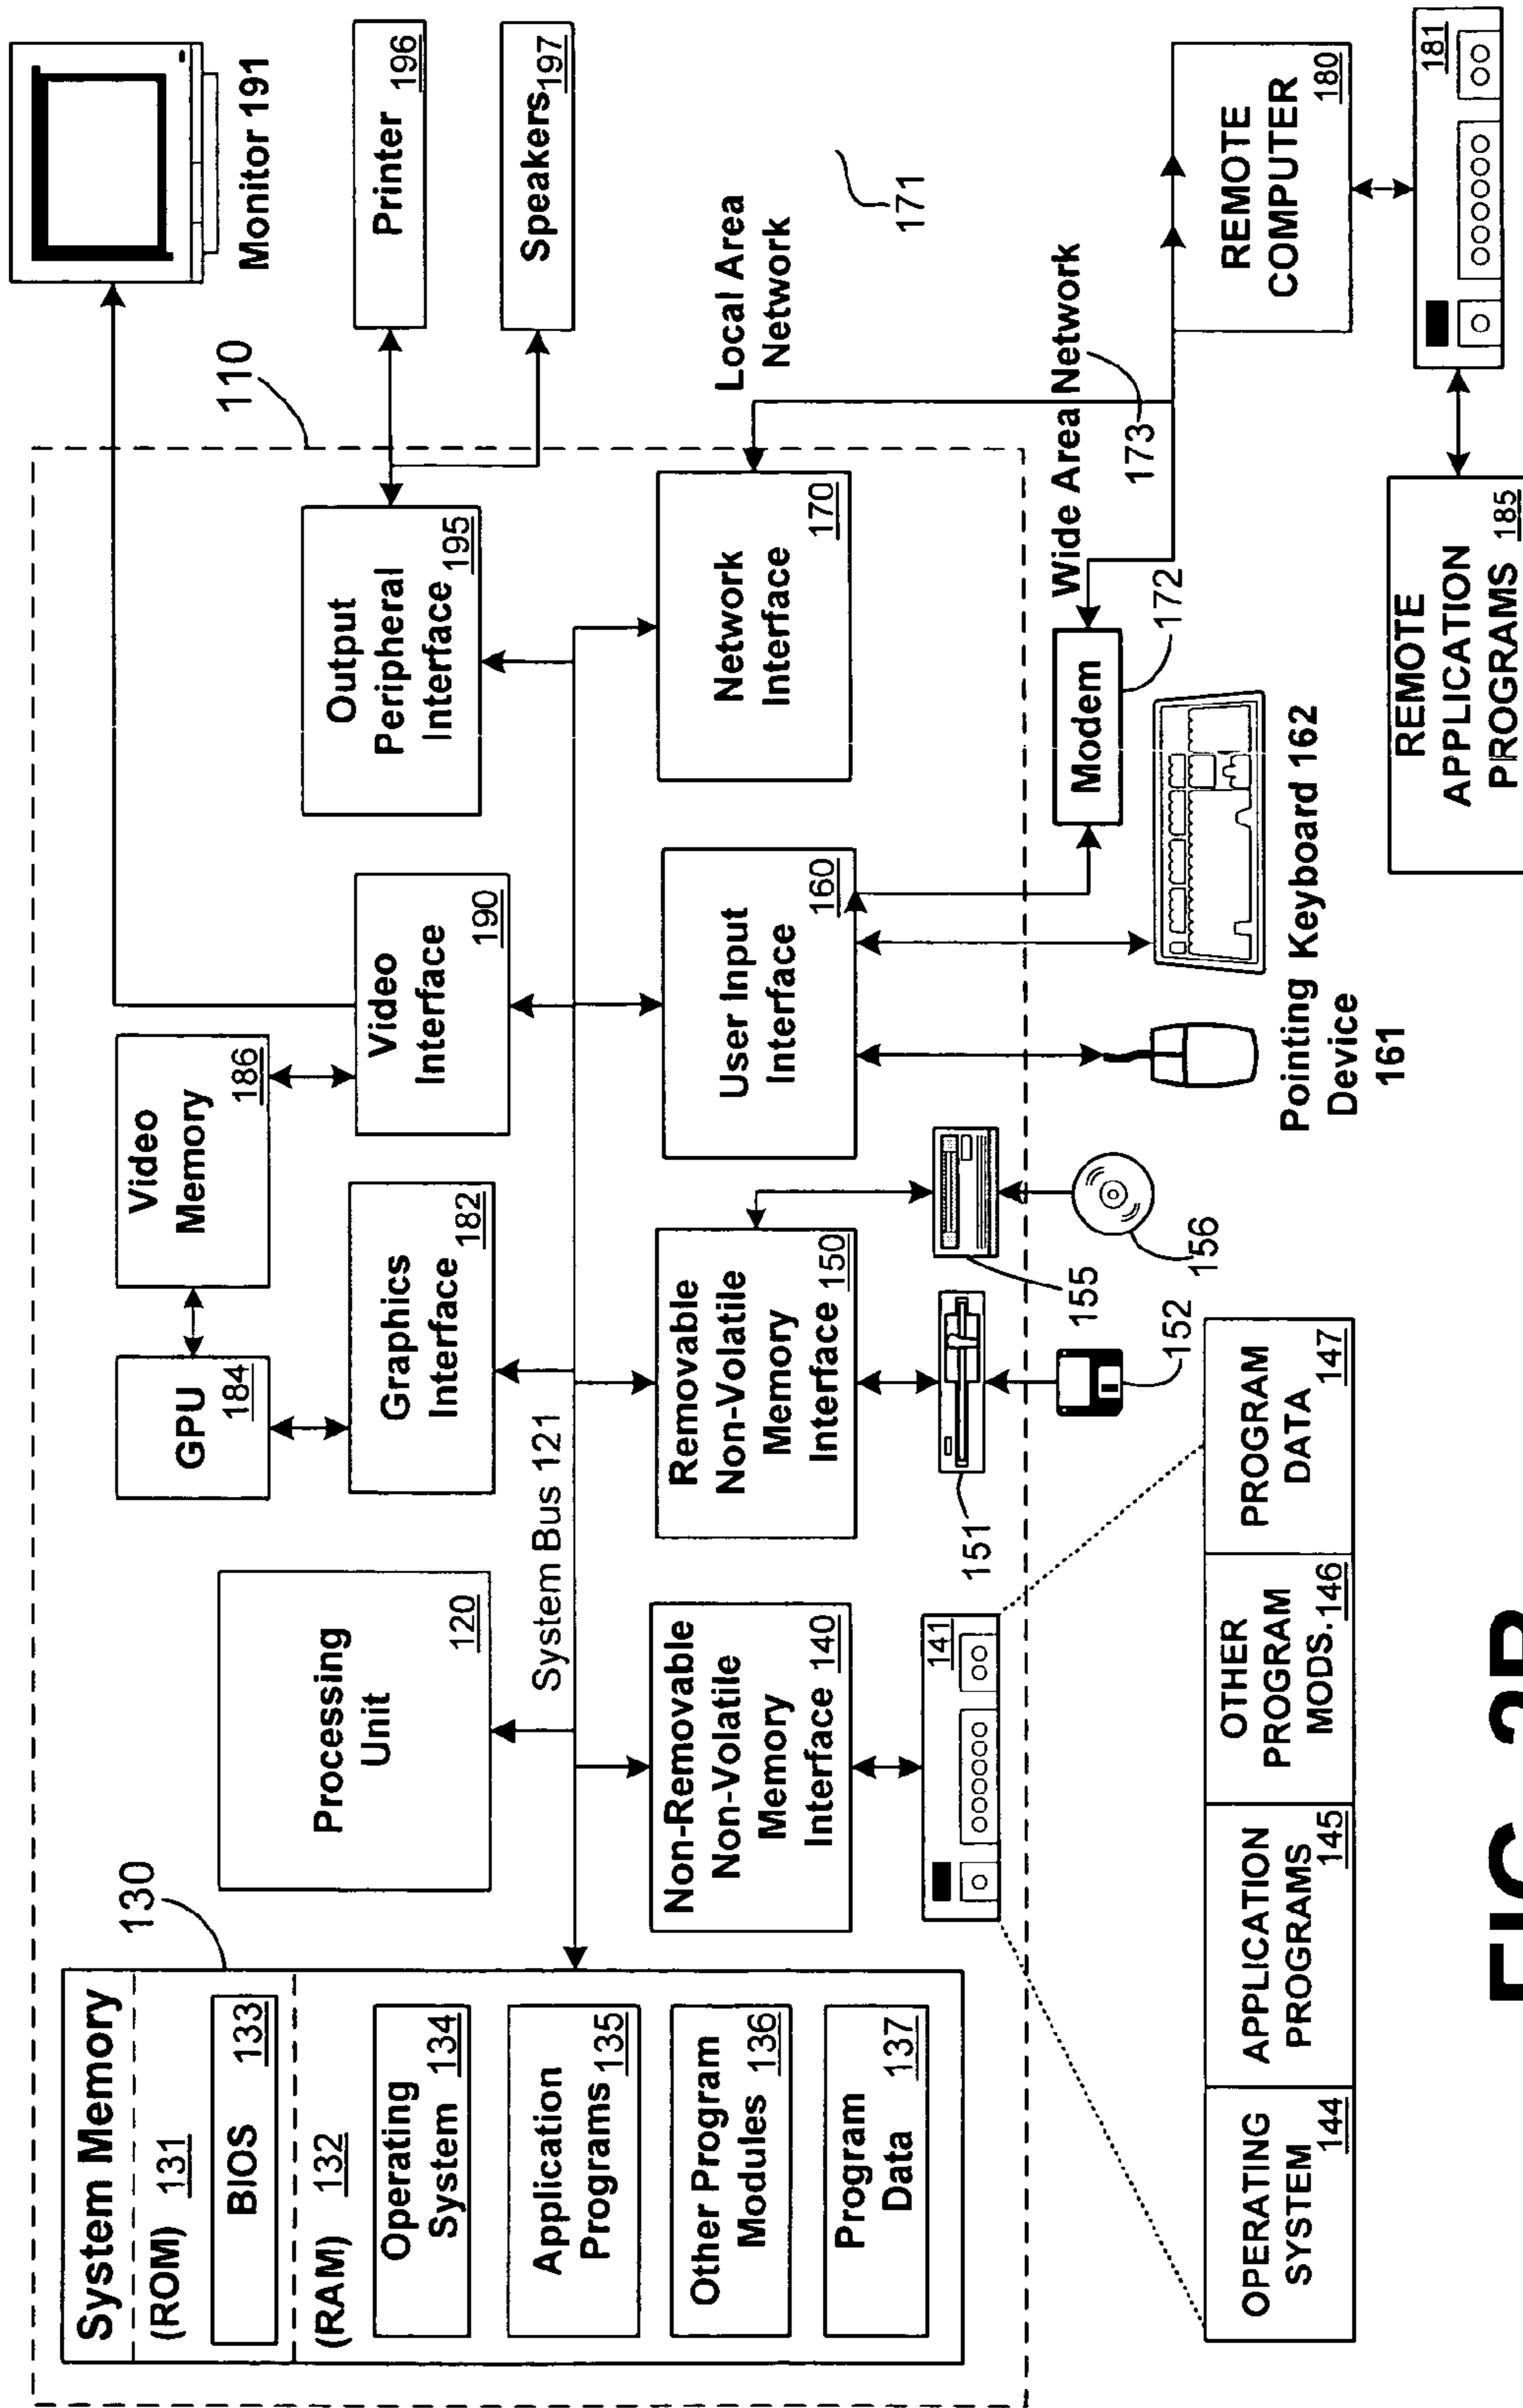 110
130
System Memory
(ROM) 131
BIOS 133
(RAM) 132
Operating
System 134
Application
Programs 135
Other Program
Modules 136
Program
Data 137
Processing
Unit
120
GPU
184
Video
Memory
186
Graphics
Interface
182
Video
Interface
190
Output
Peripheral
Interface 195
Monitor 191
Printer
196
Speakers 197
System Bus 121
Non-Removable
Non-Volatile
Memory
Interface 140
Removable
Non-Volatile
Memory
Interface 150
User Input
Interface
160
Network
Interface
170
Local Area
Network
171
141
151
155
152
156
Pointing
Device
161
Keyboard 162
Modem
172
Wide Area Network
173
REMOTE
COMPUTER
180
181
REMOTE
APPLICATION
PROGRAMS 185
OPERATING
SYSTEM 144
APPLICATION
PROGRAMS 145
OTHER
PROGRAM
MODS. 146
PROGRAM
DATA 147